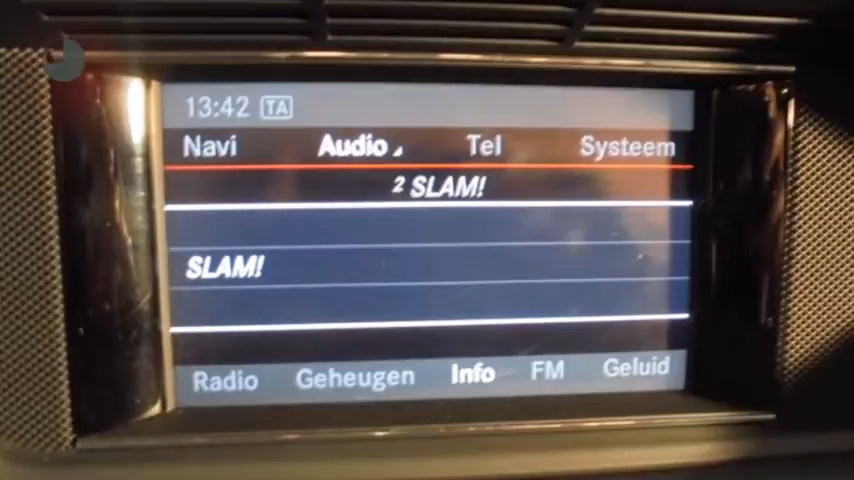 13:42 TA
Navi Audio Tel Systeem
2 SLAM!
SLAM!
Radio Geheugen Info FM Geluid